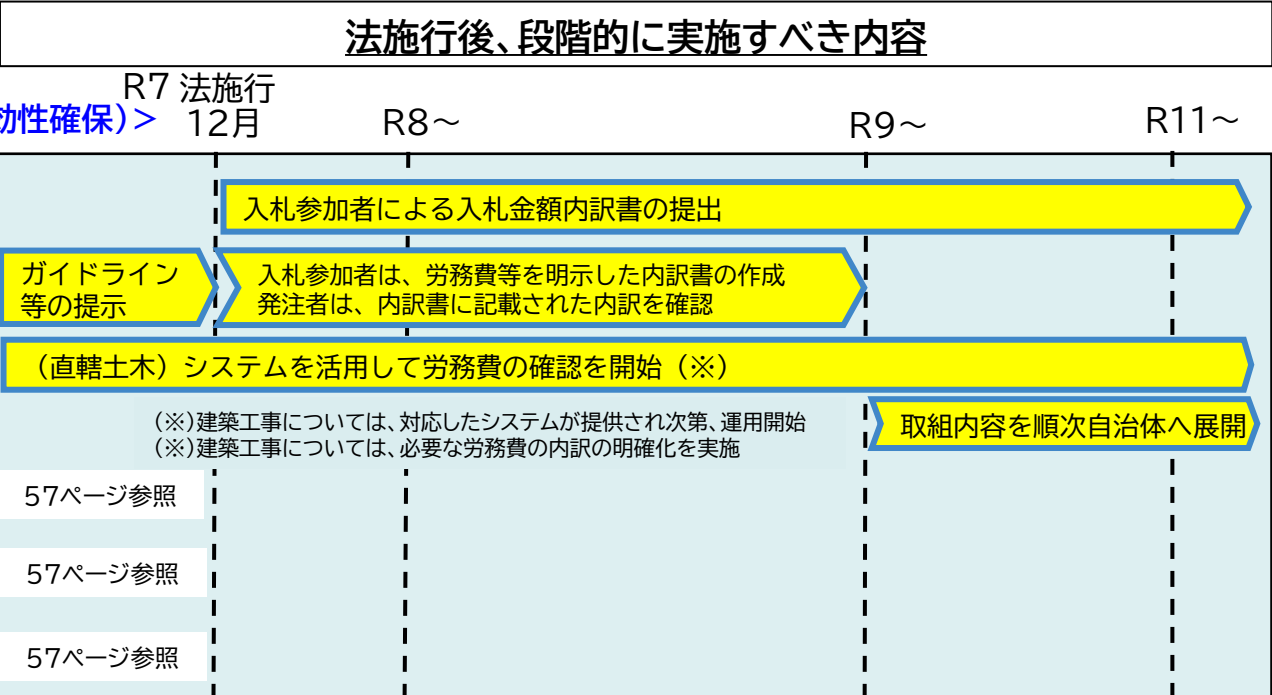 法施行後、段階的に実施すべき内容
R7 法施行
効性確保)＞ 12月 R8～ R9～ R11～
入札参加者による入札金額内訳書の提出
ガイドライン
等の提示
入札参加者は、労務費等を明示した内訳書の作成
発注者は、内訳書に記載された内訳を確認
（直轄土木）システムを活用して労務費の確認を開始（※）
(※)建築工事については、対応したシステムが提供され次第、運用開始
(※)建築工事については、必要な労務費の内訳の明確化を実施
取組内容を順次自治体へ展開
57ページ参照
57ページ参照
57ページ参照